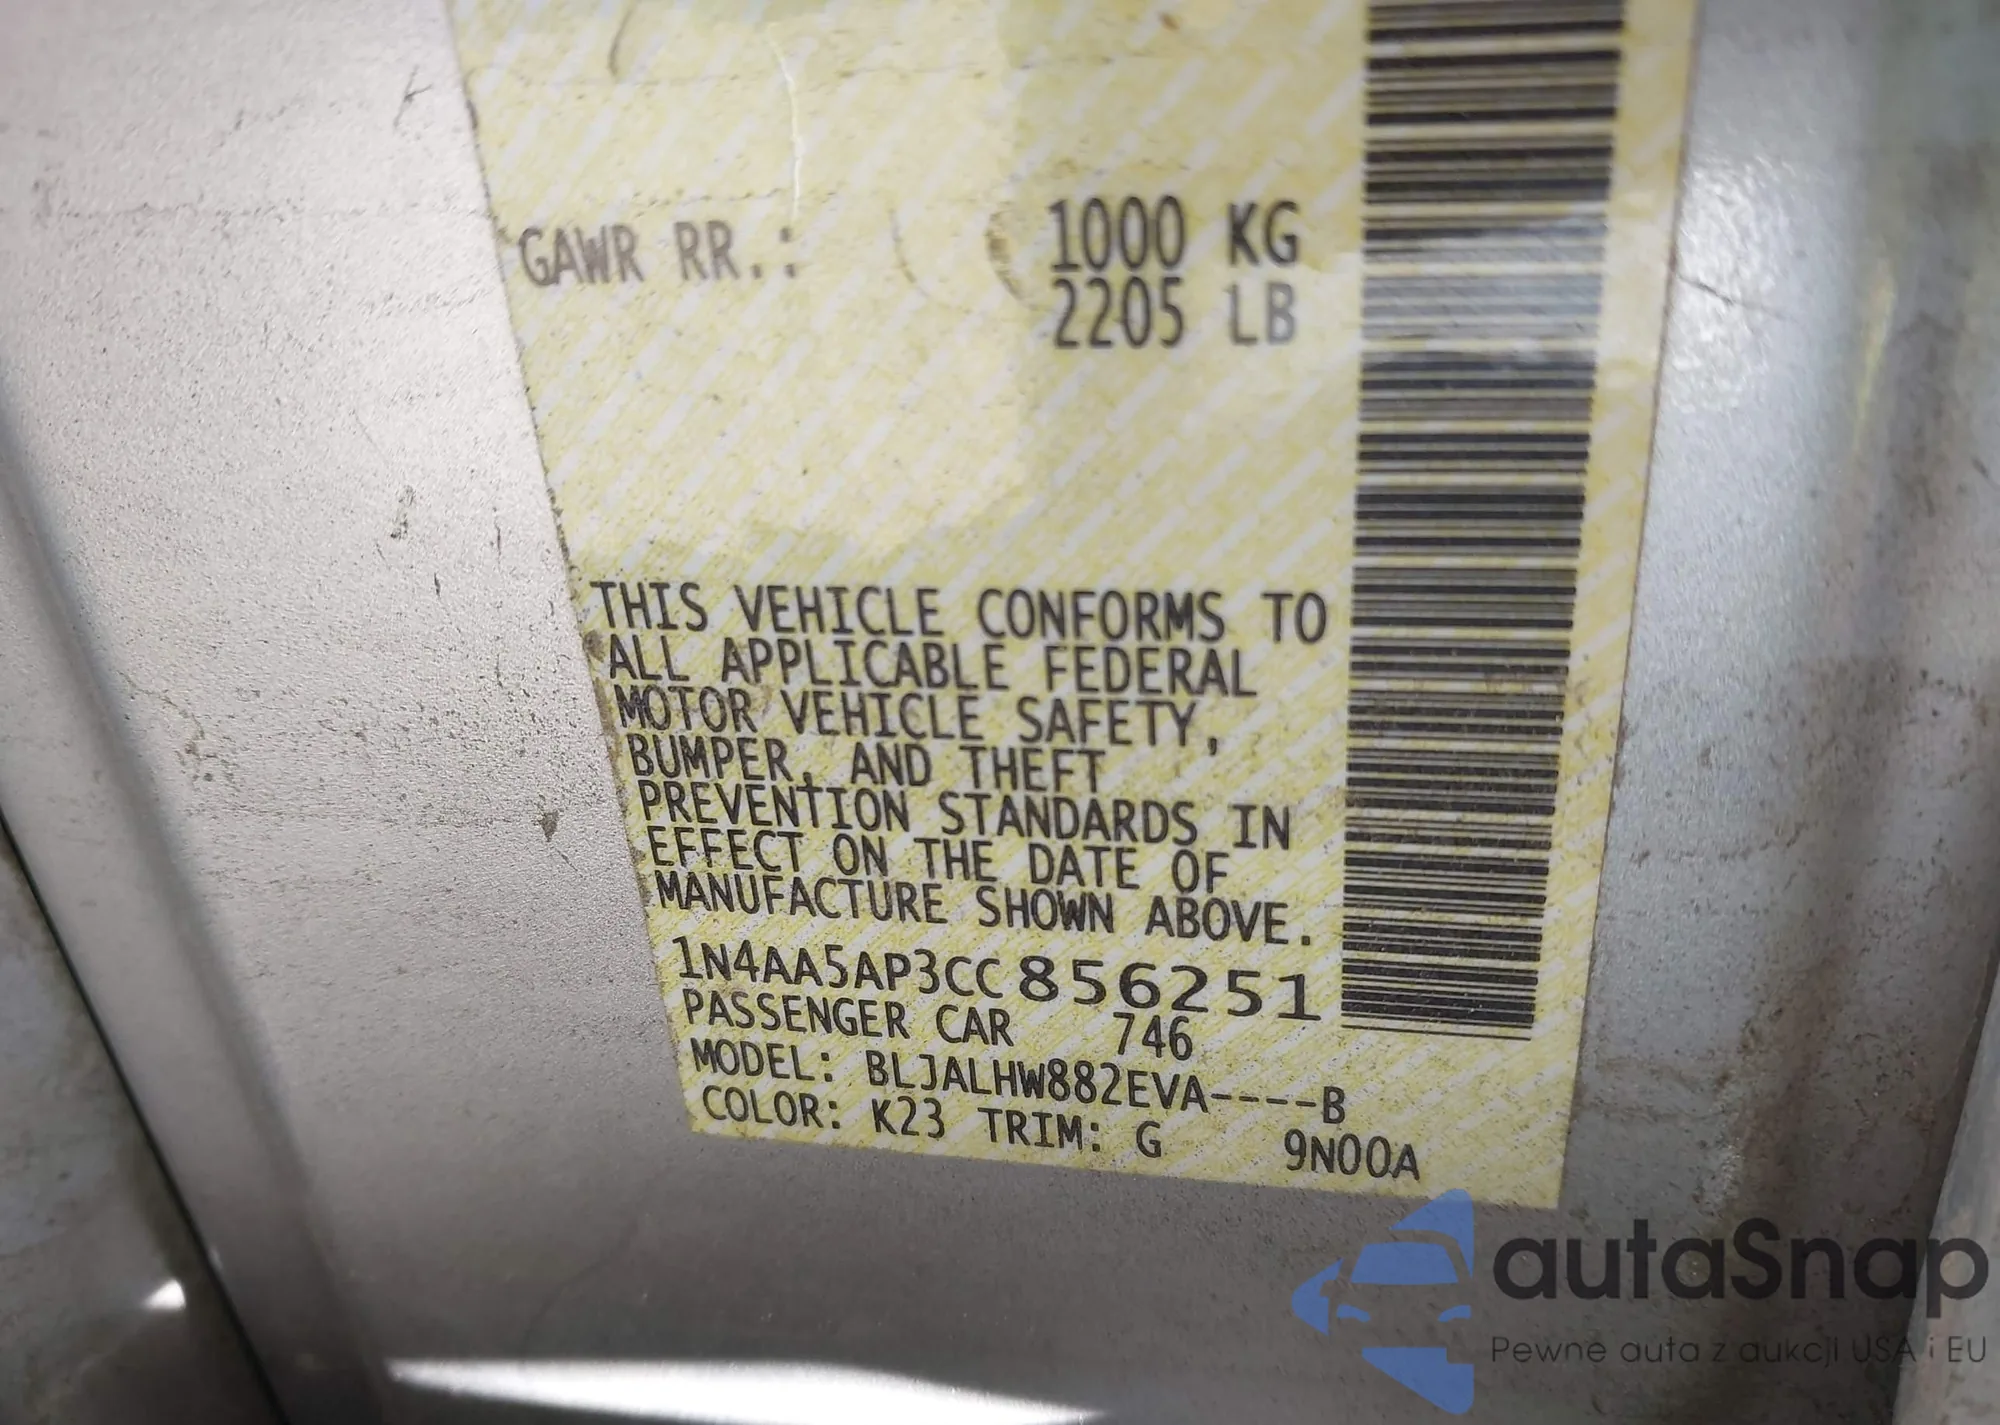 GAWR RR.: 1000 KG
2205 LB
THIS VEHICLE CONFORMS TO
ALL APPLICABLE FEDERAL
MOTOR VEHICLE SAFETY,
BUMPER, AND THEFT
PREVENTION STANDARDS IN
EFFECT ON THE DATE OF
MANUFACTURE SHOWN ABOVE.
1N4AA5AP3CC856251
PASSENGER CAR 746
MODEL: BLJALHW882EVA----B
COLOR: K23 TRIM: G 9N00A
autaSnap
Pewne auta z aukcji USA i EU